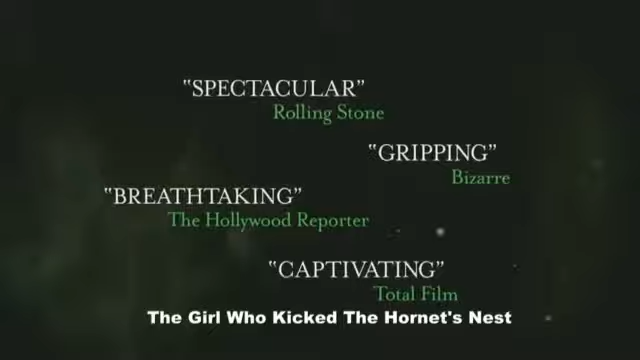 "SPECTACULAR"
Rolling Stone
"GRIPPING"
Bizarre
"BREATHTAKING"
The Hollywood Reporter
"CAPTIVATING"
Total Film
The Girl Who Kicked The Hornet's Nest